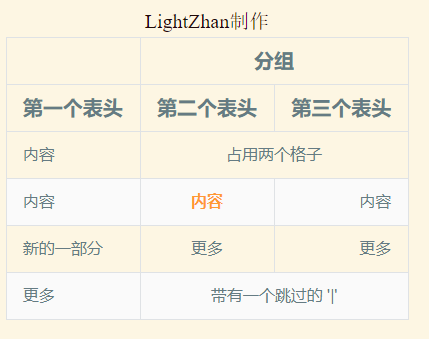 LightZhan制作
分组
第一个表头 第二个表头 第三个表头
内容 占用两个格子
内容 内容 内容
新的一部分 更多 更多
更多 带有一个跳过的 '|'